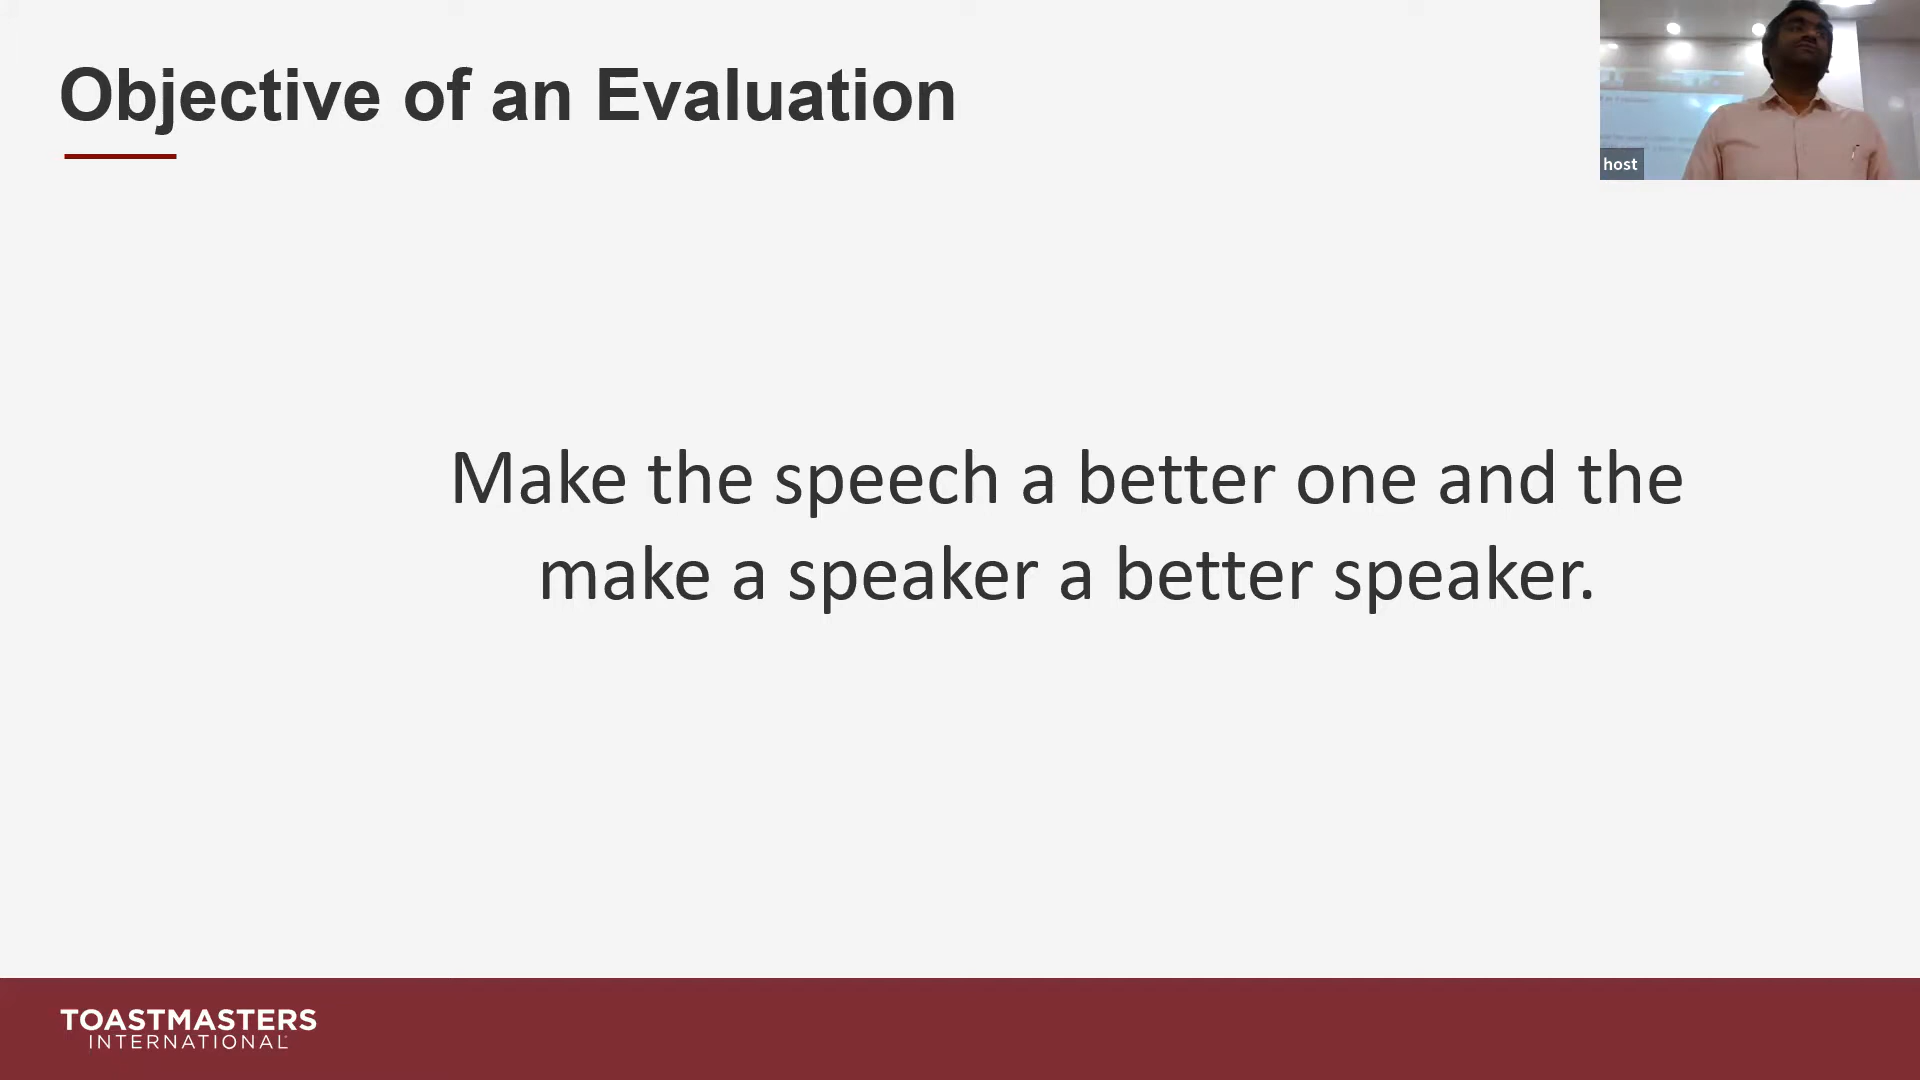 Objective of an Evaluation
host
Make the speech a better one and the
make a speaker a better speaker.
TOASTMASTERS
INTERNATIONAL